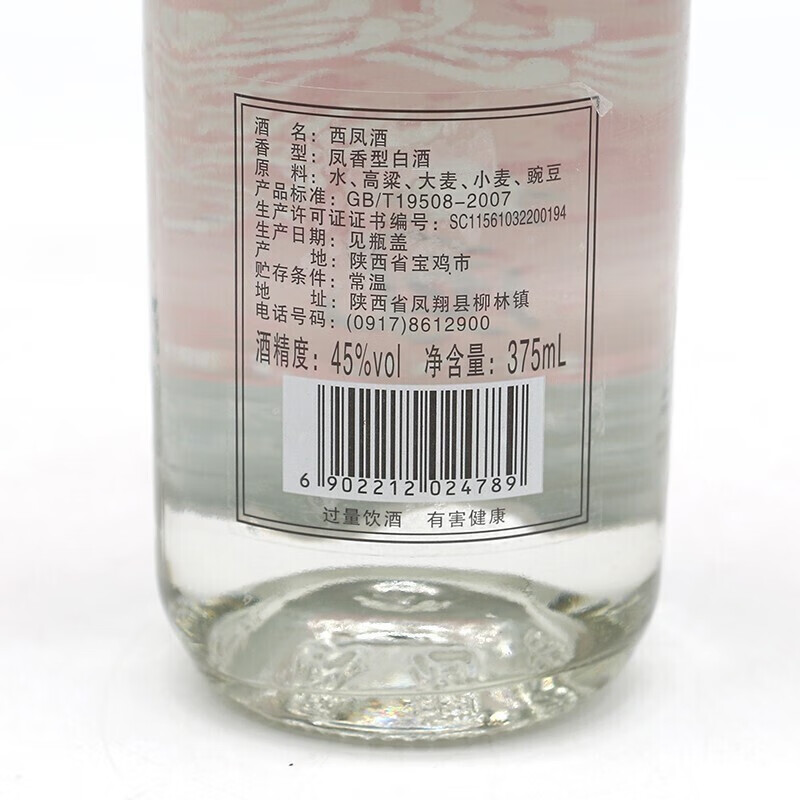 酒 名：西凤酒
香 型：凤香型白酒
原 料：水、高粱、大麦、小麦、豌豆
产品标准：GB/T19508-2007
生产许可证证书编号：SC11561032200194
生产日期：见瓶盖
产 地：陕西省宝鸡市
贮存条件：常温
地 址：陕西省凤翔县柳林镇
电话号码：(0917)8612900
酒精度：45%vol 净含量：375mL
6 902212 024789
过量饮酒 有害健康